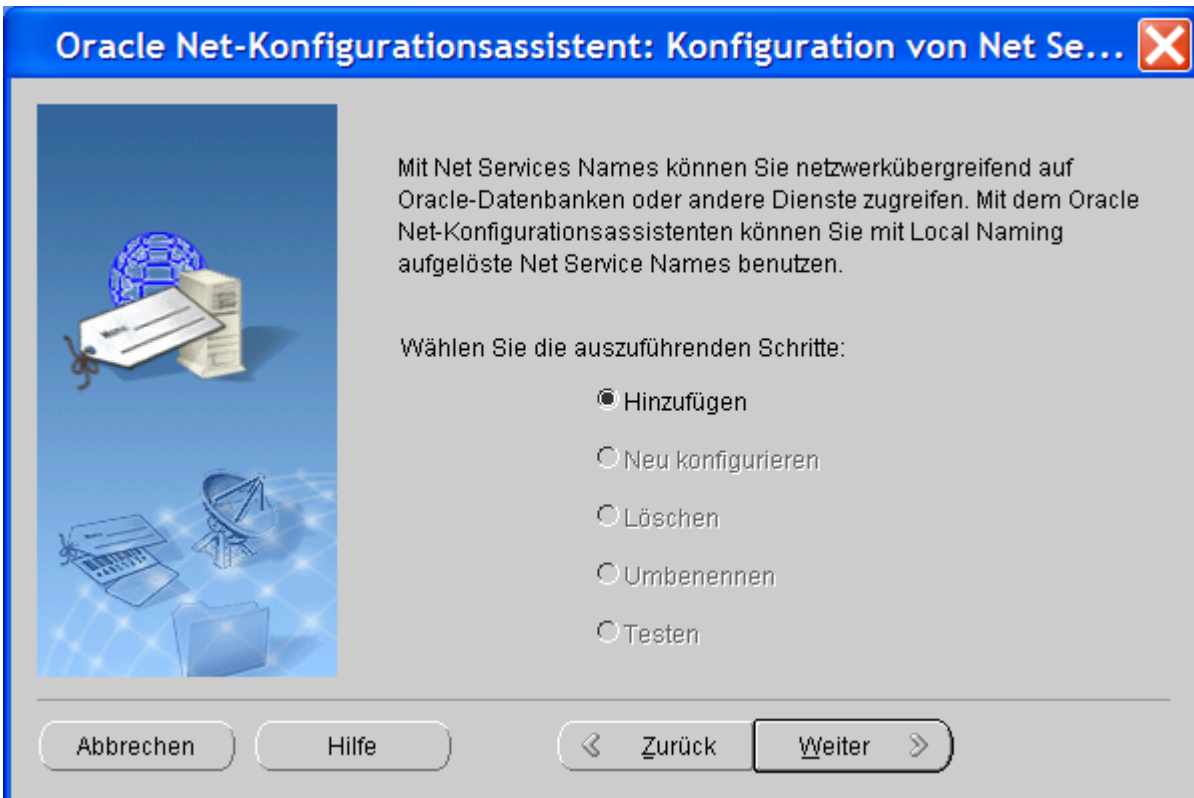 Oracle Net-Konfigurationsassistent: Konfiguration von Net Se...
Mit Net Services Names können Sie netzwerkübergreifend auf
Oracle-Datenbanken oder andere Dienste zugreifen. Mit dem Oracle
Net-Konfigurationsassistenten können Sie mit Local Naming
aufgelöste Net Service Names benutzen.
Wählen Sie die auszuführenden Schritte:
Hinzufügen
Neu konfigurieren
Löschen
Umbenennen
Testen
Abbrechen
Hilfe
Zurück
Weiter